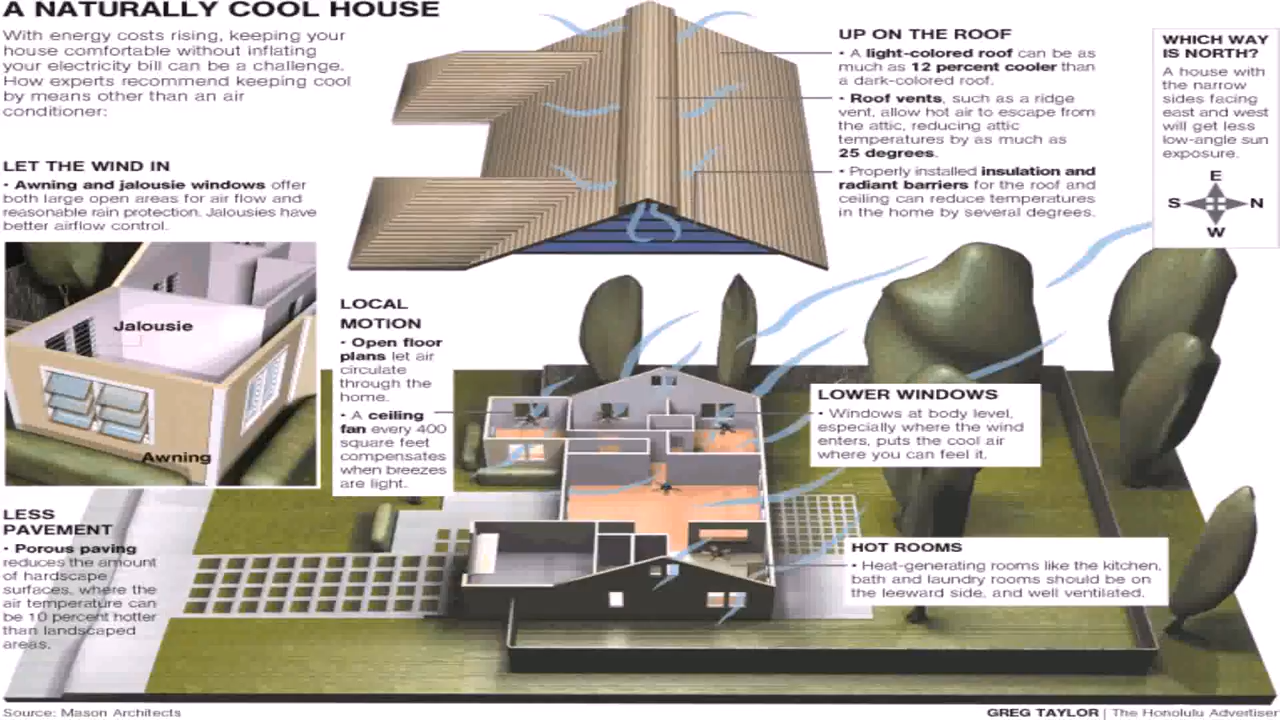 A NATURALLY COOL HOUSE
With energy costs rising, keeping your
house comfortable without inflating
your electricity bill can be a challenge.
How experts recommend keeping cool
by means other than an air
conditioner:
LET THE WIND IN
• Awning and jalousie windows offer
both large open areas for air flow and
reasonable rain protection. Jalousies have
better airflow control.
Jalousie
Awning
LESS
PAVEMENT
• Porous paving
reduces the amount
of hardscape
surfaces, where the
air temperature can
be 10 percent hotter
than landscaped
areas.
LOCAL
MOTION
• Open floor
plans let air
circulate
through the
home.
• A ceiling
fan every 400
square feet
compensates
when breezes
are light.
UP ON THE ROOF
• A light-colored roof can be as
much as 12 percent cooler than
a dark-colored roof.
• Roof vents, such as a ridge
vent, allow hot air to escape from
the attic, reducing attic
temperatures by as much as
25 degrees.
• Properly installed insulation and
radiant barriers for the roof and
ceiling can reduce temperatures
in the home by several degrees.
WHICH WAY
IS NORTH?
A house with
the narrow
sides facing
east and west
will get less
low-angle sun
exposure.
E
S N
W
LOWER WINDOWS
• Windows at body level,
especially where the wind
enters, puts the cool air
where you can feel it.
HOT ROOMS
• Heat-generating rooms like the kitchen,
bath and laundry rooms should be on
the leeward side, and well ventilated.
Source: Mason Architects
GREG TAYLOR | The Honolulu Advertiser